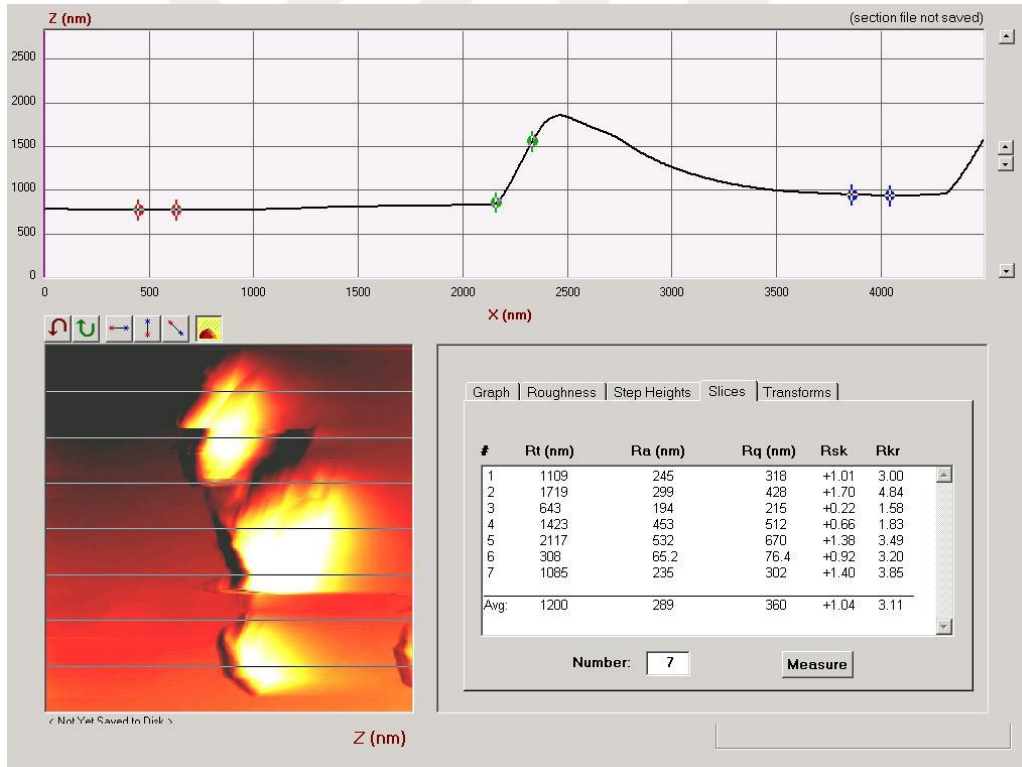 Z (nm) (section file not saved)
2500
2000
1500
1000
500
0
0 500 1000 1500 2000 2500 3000 3500 4000
X (nm)
Graph Roughness Step Heights Slices Transforms
# Rt (nm) Ra (nm) Rq (nm) Rsk Rkr
1 1109 245 318 +1.01 3.00
2 1719 299 428 +1.70 4.84
3 643 194 215 +0.22 1.58
4 1423 453 512 +0.66 1.83
5 2117 532 670 +1.38 3.49
6 308 65.2 76.4 +0.92 3.20
7 1085 235 302 +1.40 3.85
Avg: 1200 289 360 +1.04 3.11
Number: 7 Measure
< Not Yet Saved to Disk >
Z (nm)